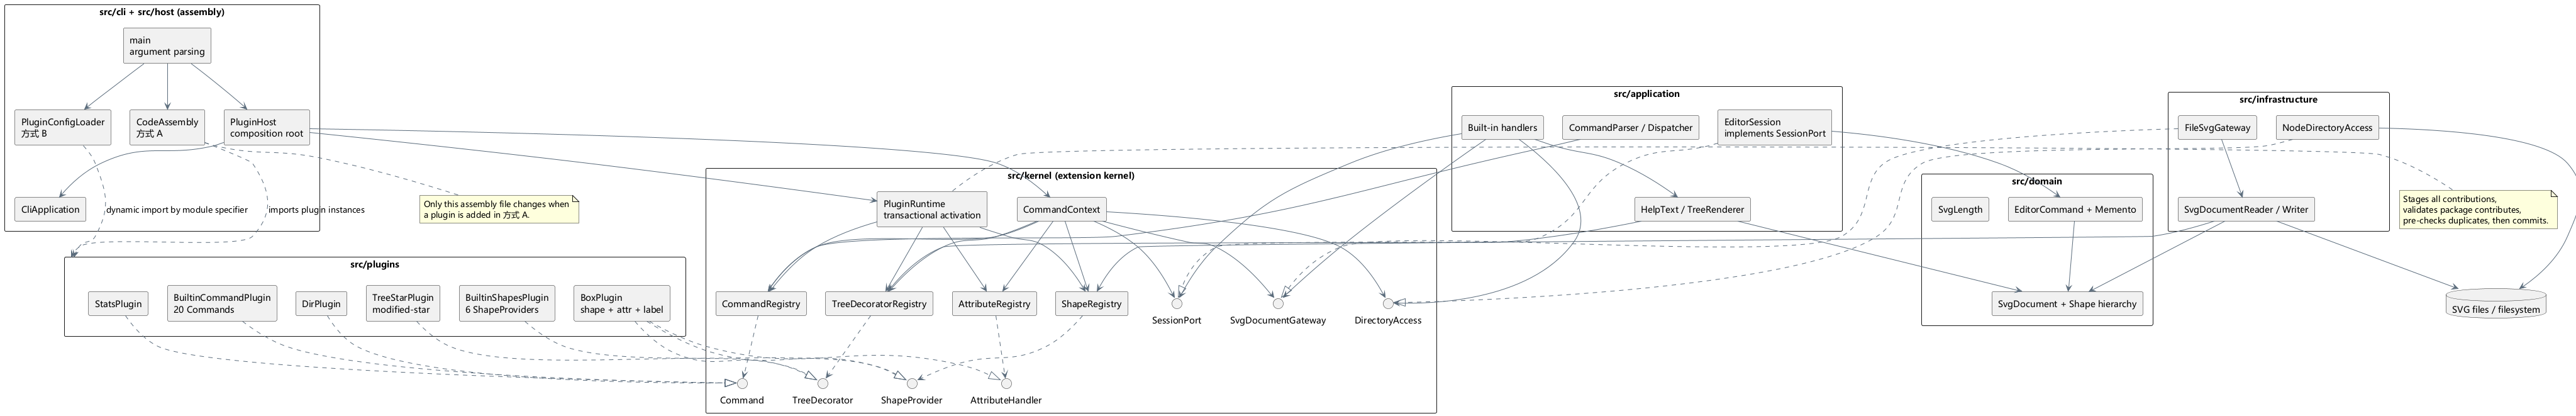 src/cli + src/host (assembly)
main
argument parsing
PluginConfigLoader
方式 B
CodeAssembly
方式 A
PluginHost
composition root
CliApplication
dynamic import by module specifier
imports plugin instances
Only this assembly file changes when
a plugin is added in 方式 A.
src/plugins
StatsPlugin
BuiltinCommandPlugin
20 Commands
DirPlugin
TreeStarPlugin
modified-star
BuiltinShapesPlugin
6 ShapeProviders
BoxPlugin
shape + attr + label
src/kernel (extension kernel)
PluginRuntime
transactional activation
CommandContext
CommandRegistry
TreeDecoratorRegistry
AttributeRegistry
ShapeRegistry
SessionPort
SvgDocumentGateway
DirectoryAccess
Command
TreeDecorator
ShapeProvider
AttributeHandler
src/application
Built-in handlers
CommandParser / Dispatcher
EditorSession
implements SessionPort
HelpText / TreeRenderer
src/domain
SvgLength
EditorCommand + Memento
SvgDocument + Shape hierarchy
src/infrastructure
FileSvgGateway
NodeDirectoryAccess
SvgDocumentReader / Writer
Stages all contributions,
validates package contributes,
pre-checks duplicates, then commits.
SVG files / filesystem